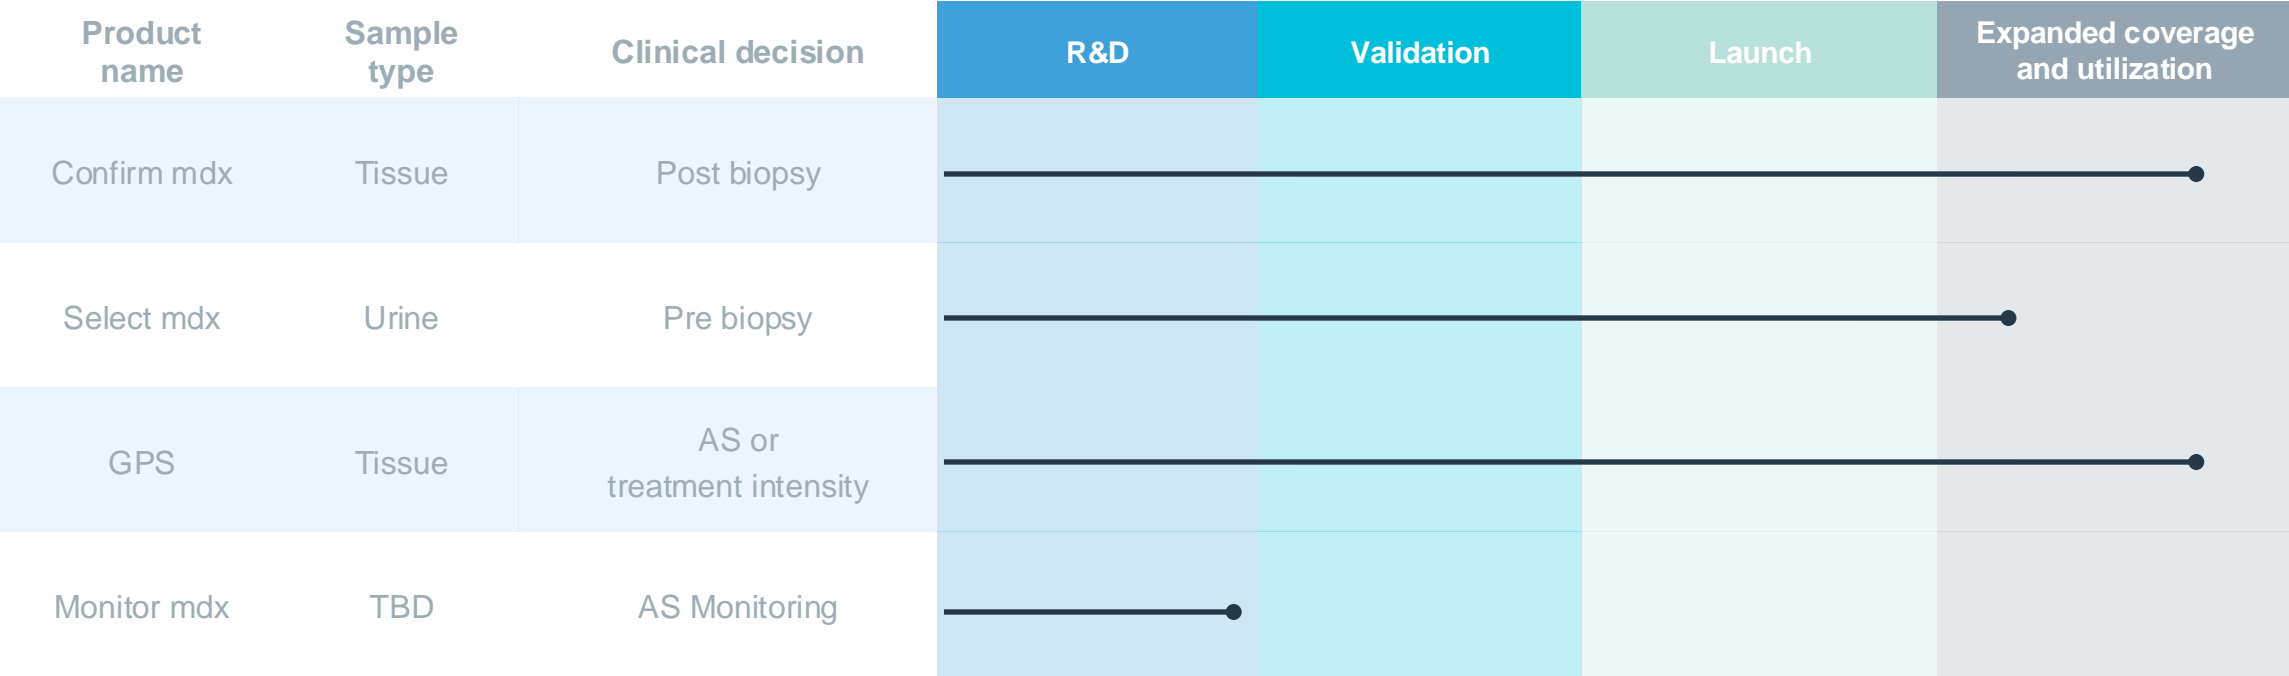 Product
name
Sample
type
Clinical decision
R&D
Validation
Launch
Expanded coverage
and utilization
Confirm mdx
Tissue
Post biopsy
Select mdx
Urine
Pre biopsy
GPS
Tissue
AS or
treatment intensity
Monitor mdx
TBD
AS Monitoring